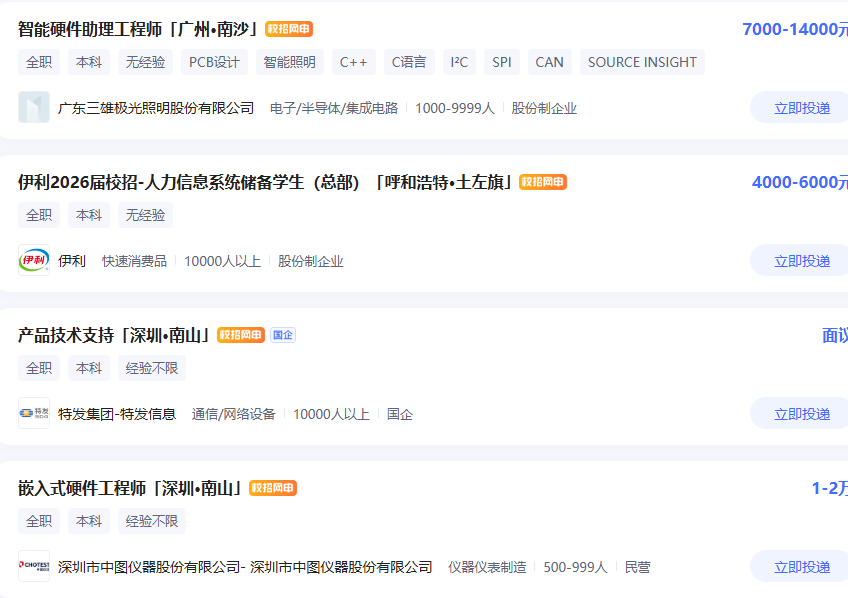 智能硬件助理工程师「广州•南沙」 校招网申 7000-14000元
全职 本科 无经验 PCB设计 智能照明 C++ C语言 I²C SPI CAN SOURCE INSIGHT
广东三雄极光照明股份有限公司 电子/半导体/集成电路 1000-9999人 股份制企业 立即投递
伊利2026届校招-人力信息系统储备学生（总部）「呼和浩特•土左旗」 校招网申 4000-6000元
全职 本科 无经验
伊利 伊利 快速消费品 10000人以上 股份制企业 立即投递
产品技术支持「深圳•南山」 校招网申 国企 面议
全职 本科 经验不限
特发 特发集团-特发信息 通信/网络设备 10000人以上 国企 立即投递
嵌入式硬件工程师「深圳•南山」 校招网申 1-2万
全职 本科 经验不限
CHOTEST 深圳市中图仪器股份有限公司- 深圳市中图仪器股份有限公司 仪器仪表制造 500-999人 民营 立即投递